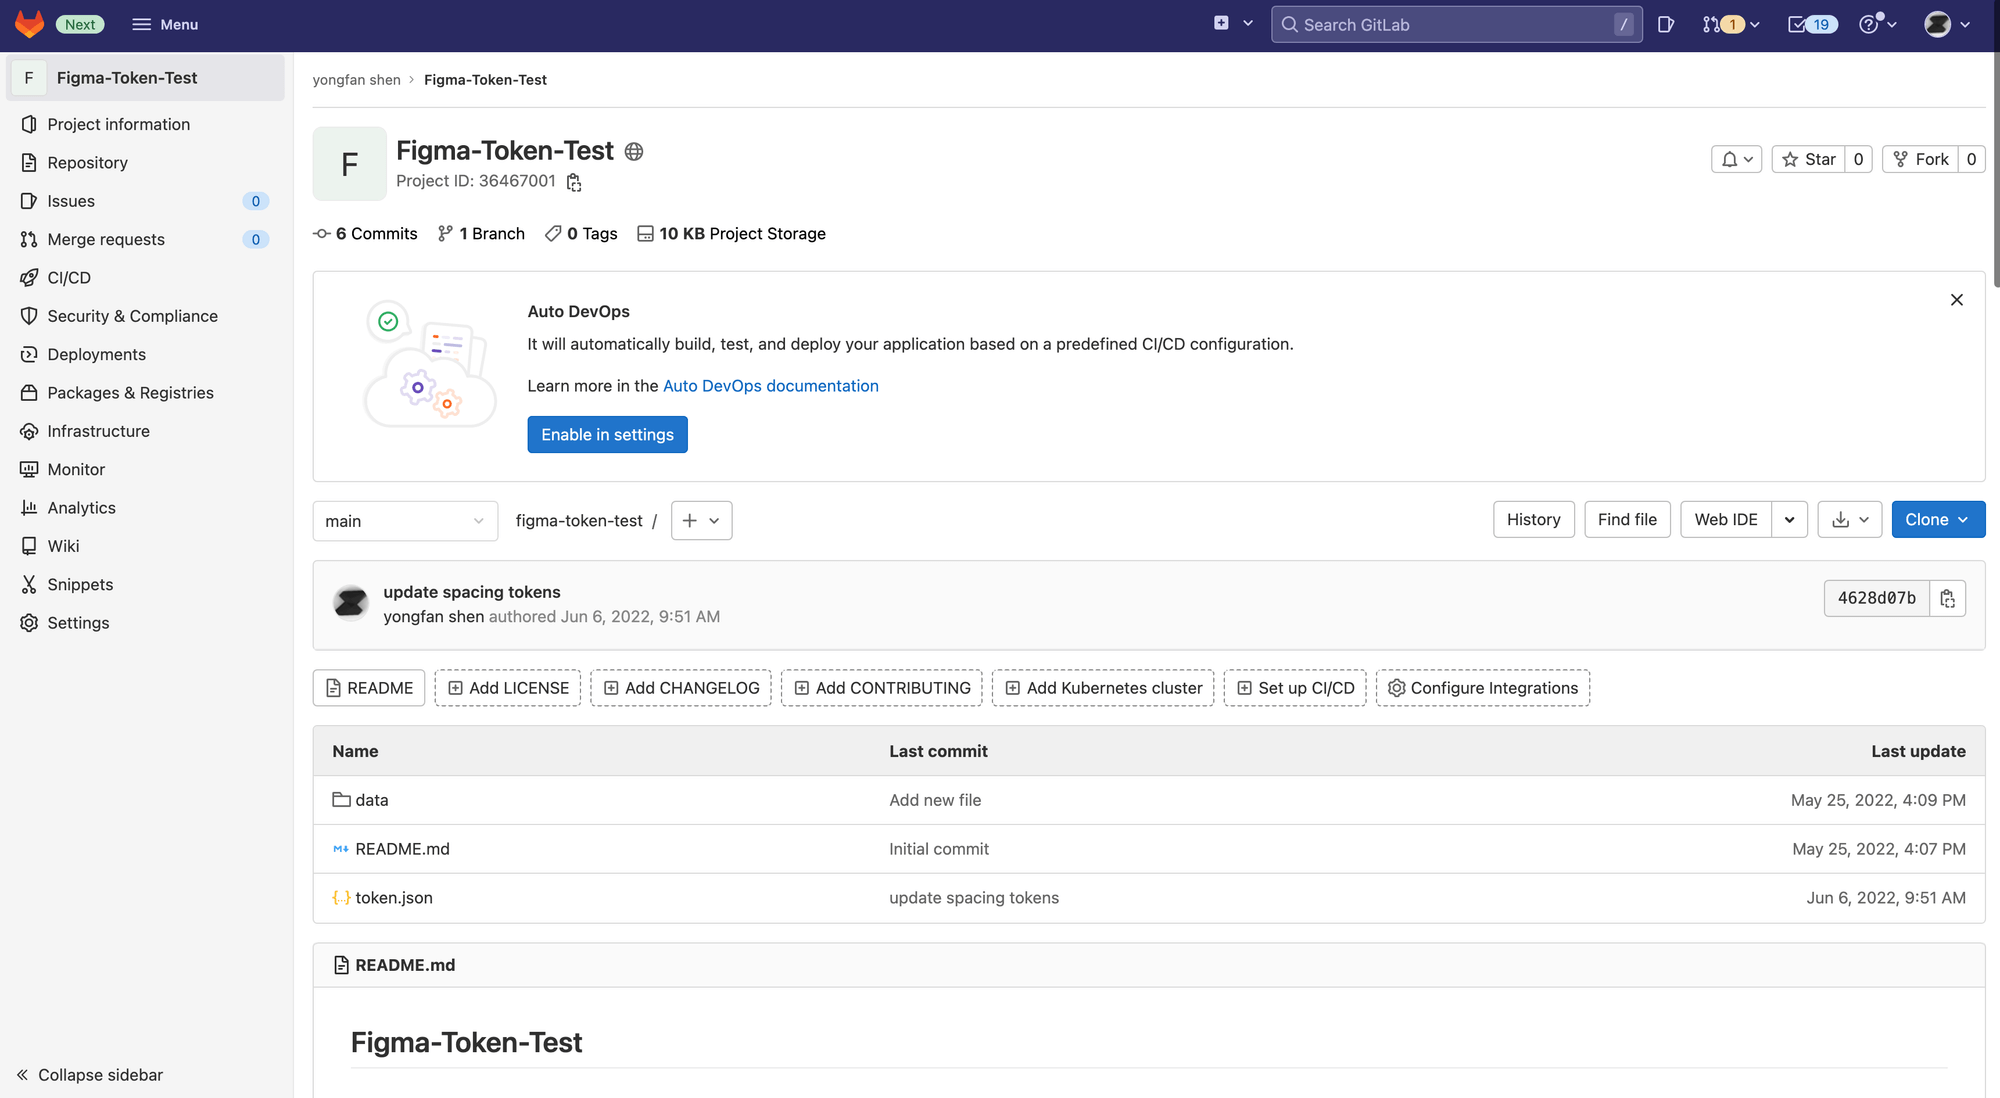 Next Menu Search GitLab / 1 19
F Figma-Token-Test
Project information
Repository
Issues 0
Merge requests 0
CI/CD
Security & Compliance
Deployments
Packages & Registries
Infrastructure
Monitor
Analytics
Wiki
Snippets
Settings
Collapse sidebar
yongfan shen › Figma-Token-Test
F
Figma-Token-Test
Project ID: 36467001
Star 0 Fork 0
6 Commits 1 Branch 0 Tags 10 KB Project Storage
Auto DevOps
It will automatically build, test, and deploy your application based on a predefined CI/CD configuration.
Learn more in the Auto DevOps documentation
Enable in settings
main figma-token-test / + History Find file Web IDE Clone
update spacing tokens
yongfan shen authored Jun 6, 2022, 9:51 AM
4628d07b
README Add LICENSE Add CHANGELOG Add CONTRIBUTING Add Kubernetes cluster Set up CI/CD Configure Integrations
Name Last commit Last update
data Add new file May 25, 2022, 4:09 PM
README.md Initial commit May 25, 2022, 4:07 PM
token.json update spacing tokens Jun 6, 2022, 9:51 AM
README.md
Figma-Token-Test